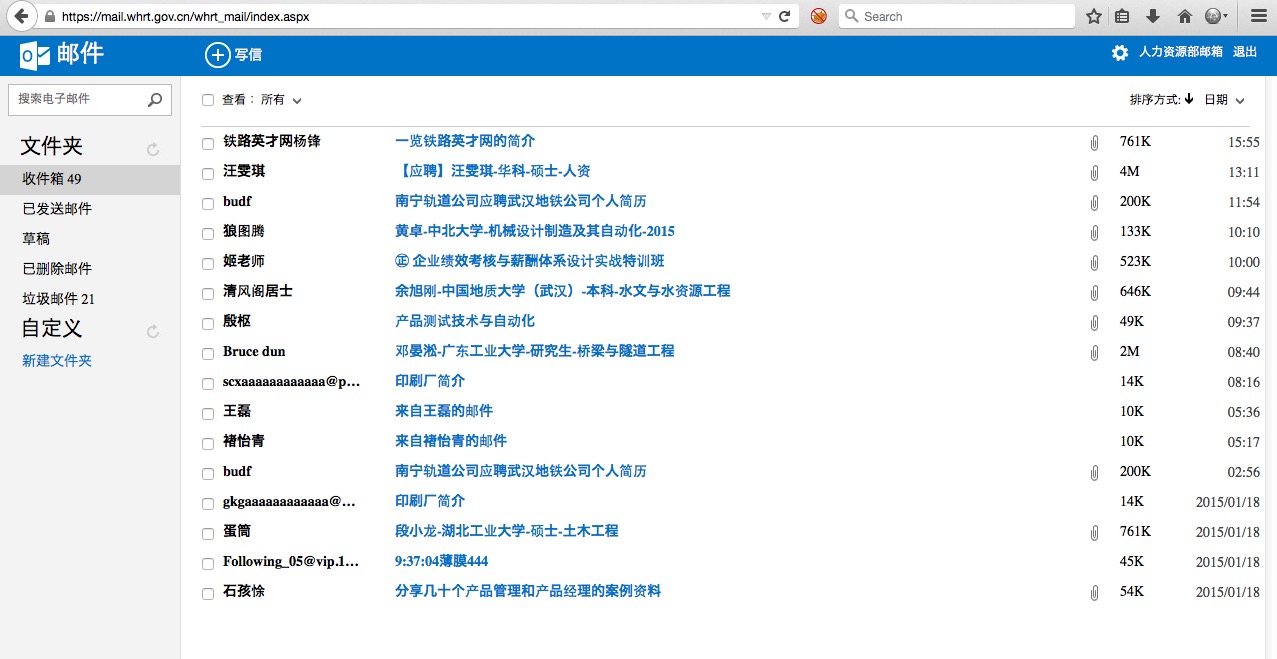 https://mail.whrt.gov.cn/whrt_mail/index.aspx
Search
邮件
写信
人力资源部邮箱 退出
搜索电子邮件
查看： 所有
排序方式: 日期
文件夹
收件箱 49
已发送邮件
草稿
已删除邮件
垃圾邮件 21
自定义
新建文件夹
铁路英才网杨锋 一览铁路英才网的简介 761K 15:55
汪雯琪 【应聘】汪雯琪-华科-硕士-人资 4M 13:11
budf 南宁轨道公司应聘武汉地铁公司个人简历 200K 11:54
狼图腾 黄卓-中北大学-机械设计制造及其自动化-2015 133K 10:10
姬老师 ㊣ 企业绩效考核与薪酬体系设计实战特训班 523K 10:00
清风阁居士 余旭刚-中国地质大学（武汉）-本科-水文与水资源工程 646K 09:44
殷枢 产品测试技术与自动化 49K 09:37
Bruce dun 邓晏淞-广东工业大学-研究生-桥梁与隧道工程 2M 08:40
scxaaaaaaaaaaaa@p... 印刷厂简介 14K 08:16
王磊 来自王磊的邮件 10K 05:36
褚怡青 来自褚怡青的邮件 10K 05:17
budf 南宁轨道公司应聘武汉地铁公司个人简历 200K 02:56
gkgaaaaaaaaaaaa@... 印刷厂简介 14K 2015/01/18
蛋筒 段小龙-湖北工业大学-硕士-土木工程 761K 2015/01/18
Following_05@vip.1... 9:37:04薄膜444 45K 2015/01/18
石孩悇 分享几十个产品管理和产品经理的案例资料 54K 2015/01/18